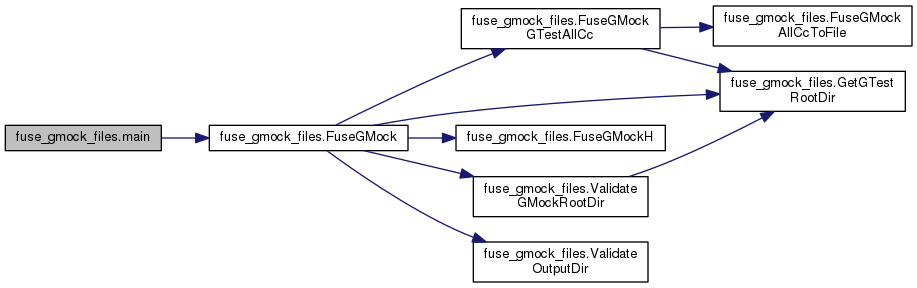 fuse_gmock_files.main
fuse_gmock_files.FuseGMock
fuse_gmock_files.FuseGMock
GTestAllCc
fuse_gmock_files.FuseGMockH
fuse_gmock_files.Validate
GMockRootDir
fuse_gmock_files.Validate
OutputDir
fuse_gmock_files.FuseGMock
AllCcToFile
fuse_gmock_files.GetGTest
RootDir